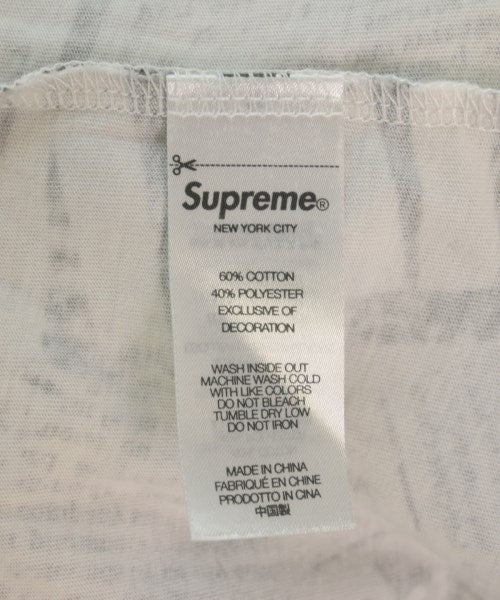 Supreme®
NEW YORK CITY
60% COTTON
40% POLYESTER
EXCLUSIVE OF
DECORATION
WASH INSIDE OUT
MACHINE WASH COLD
WITH LIKE COLORS
DO NOT BLEACH
TUMBLE DRY LOW
DO NOT IRON
MADE IN CHINA
FABRIQUÉ EN CHINE
PRODOTTO IN CINA
中国製